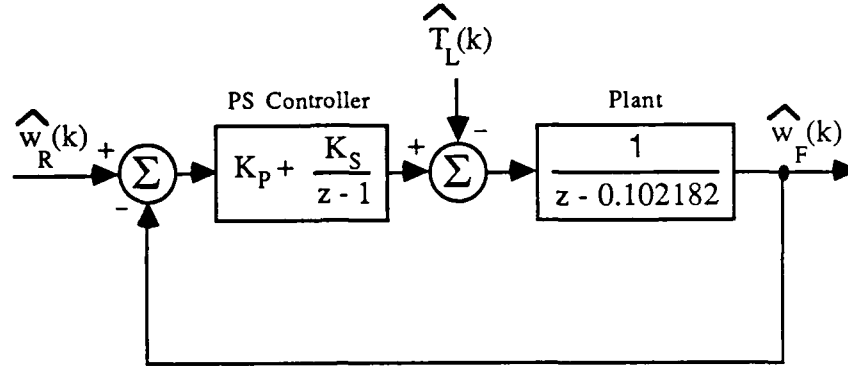 T̂_L(k)
PS Controller
Plant
ŵ_R(k)
+
-
Σ
K_P + K_S / (z - 1)
+
-
Σ
1 / (z - 0.102182)
ŵ_F(k)